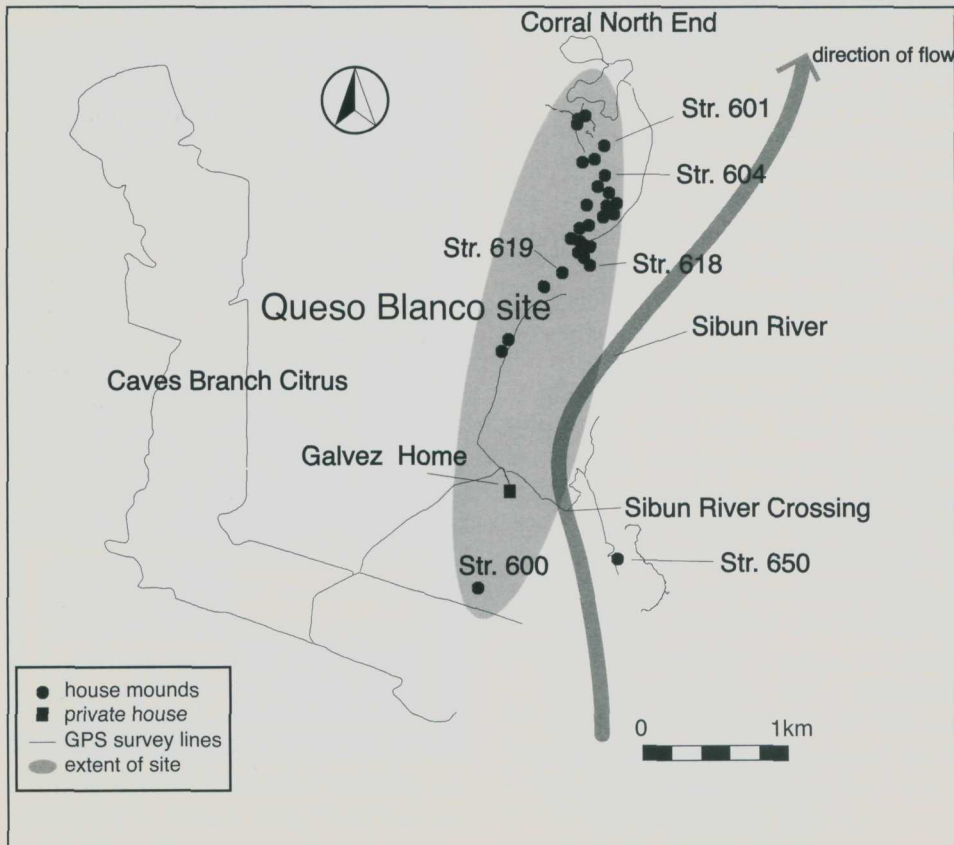 Corral North End
direction of flow
Str. 601
Str. 604
Str. 619
Str. 618
Queso Blanco site
Sibun River
Caves Branch Citrus
Galvez Home
Sibun River Crossing
Str. 600
Str. 650
house mounds
private house
GPS survey lines
extent of site
0 1km